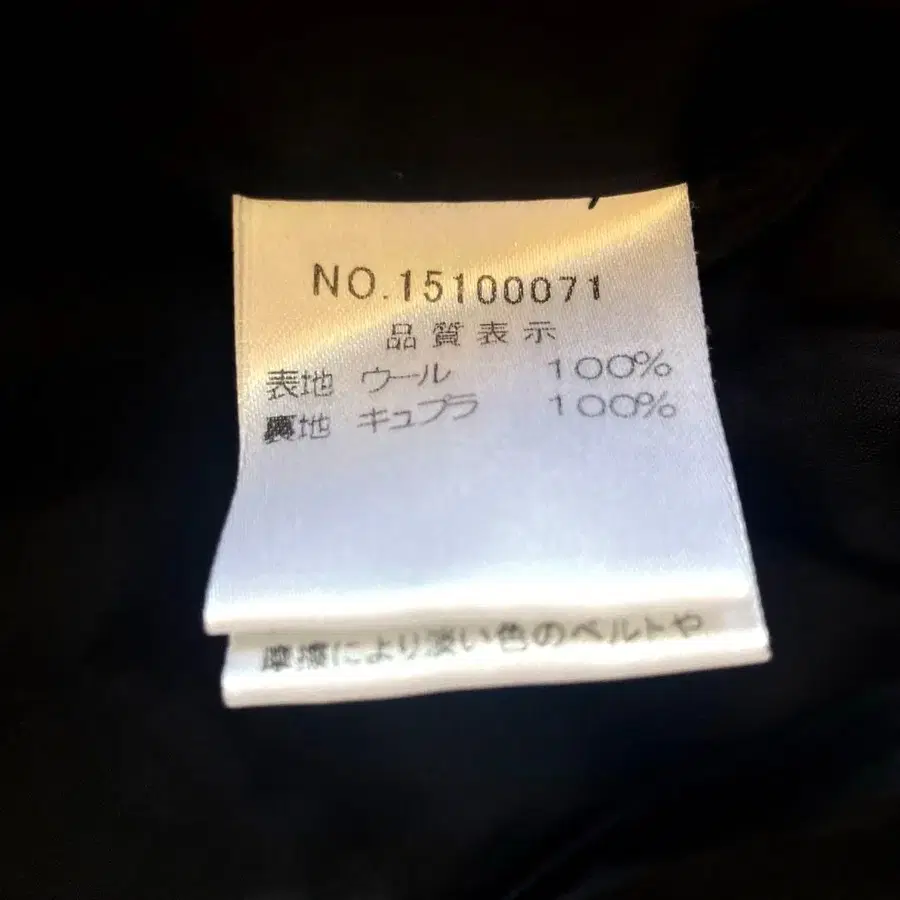 NO.15100071
品質表示
表地 ウール 100%
裏地 キュプラ 100%
摩擦により淡い色のベルトや